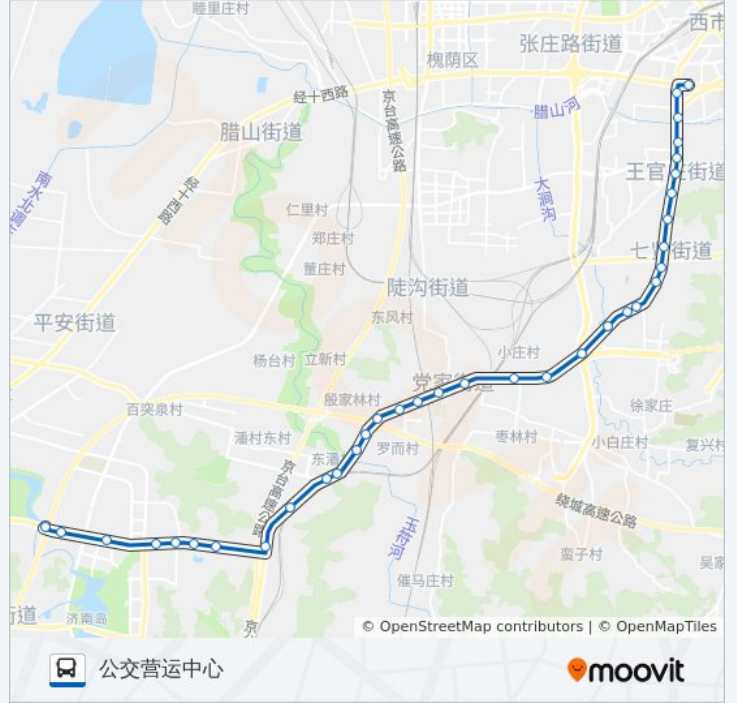 睦里庄村
西市
张庄路街道
槐荫区
经十西路
京台高速公路
腊山河
腊山街道
王官庄街道
经十西路
大涧沟
南水北调
仁里村
郑庄村
七贤街道
董庄村
陡沟街道
东风村
平安街道
小庄村
杨台村
立新村
党家街道
殷家林村
百突泉村
徐家庄
潘村东村
罗而村
枣林村
小白庄村
复兴村
东潘
京台高速公路
绕城高速公路
玉符河
蛮子村
吴家
催马庄村
街道
济南岛
京
© OpenStreetMap contributors | © OpenMapTiles
公交营运中心
moovit